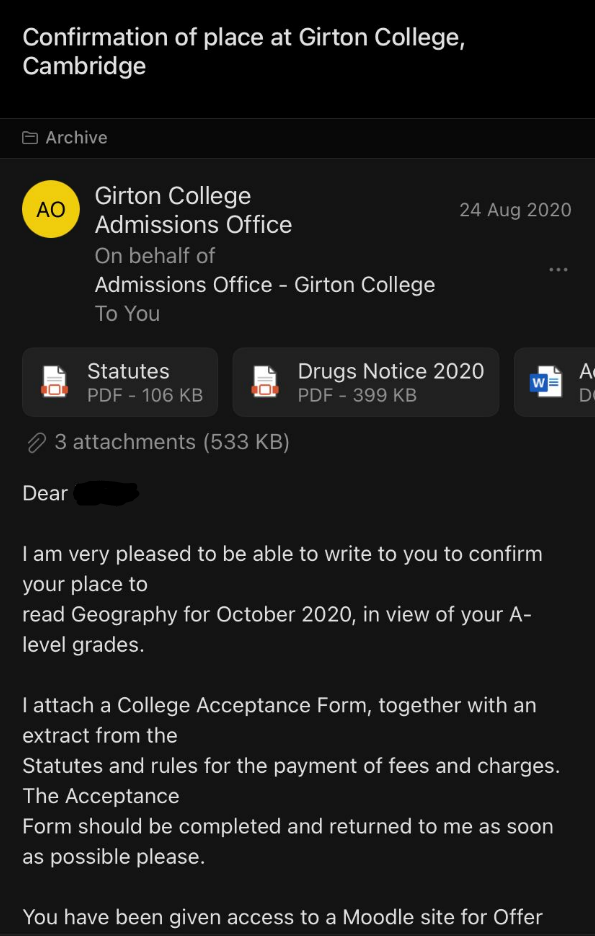 Confirmation of place at Girton College,
Cambridge
Archive
AO
Girton College
Admissions Office
24 Aug 2020
On behalf of
Admissions Office - Girton College
To You
Statutes
PDF - 106 KB
Drugs Notice 2020
PDF - 399 KB
W
3 attachments (533 KB)
Dear
I am very pleased to be able to write to you to confirm
your place to
read Geography for October 2020, in view of your A-
level grades.
I attach a College Acceptance Form, together with an
extract from the
Statutes and rules for the payment of fees and charges.
The Acceptance
Form should be completed and returned to me as soon
as possible please.
You have been given access to a Moodle site for Offer